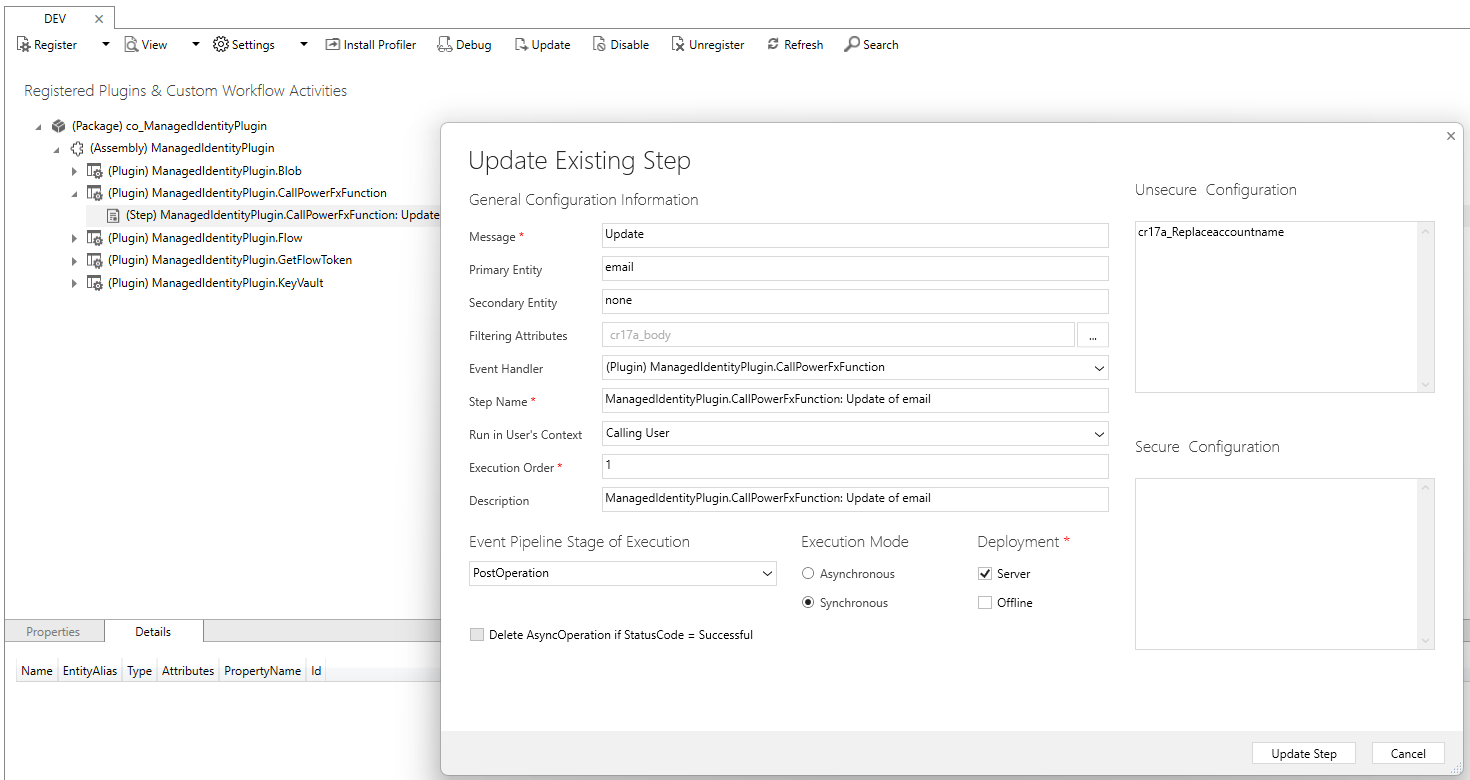 DEV ×
Register View Settings Install Profiler Debug Update Disable Unregister Refresh Search
Registered Plugins & Custom Workflow Activities
(Package) co_ManagedIdentityPlugin
(Assembly) ManagedIdentityPlugin
(Plugin) ManagedIdentityPlugin.Blob
(Plugin) ManagedIdentityPlugin.CallPowerFxFunction
(Step) ManagedIdentityPlugin.CallPowerFxFunction: Update
(Plugin) ManagedIdentityPlugin.Flow
(Plugin) ManagedIdentityPlugin.GetFlowToken
(Plugin) ManagedIdentityPlugin.KeyVault
Properties Details
Name EntityAlias Type Attributes PropertyName Id
Update Existing Step
General Configuration Information
Message * Update
Primary Entity email
Secondary Entity none
Filtering Attributes cr17a_body ...
Event Handler (Plugin) ManagedIdentityPlugin.CallPowerFxFunction
Step Name * ManagedIdentityPlugin.CallPowerFxFunction: Update of email
Run in User's Context Calling User
Execution Order * 1
Description ManagedIdentityPlugin.CallPowerFxFunction: Update of email
Event Pipeline Stage of Execution Execution Mode Deployment *
PostOperation Asynchronous Server
Synchronous Offline
Delete AsyncOperation if StatusCode = Successful
Unsecure Configuration
cr17a_Replaceaccountname
Secure Configuration
Update Step Cancel